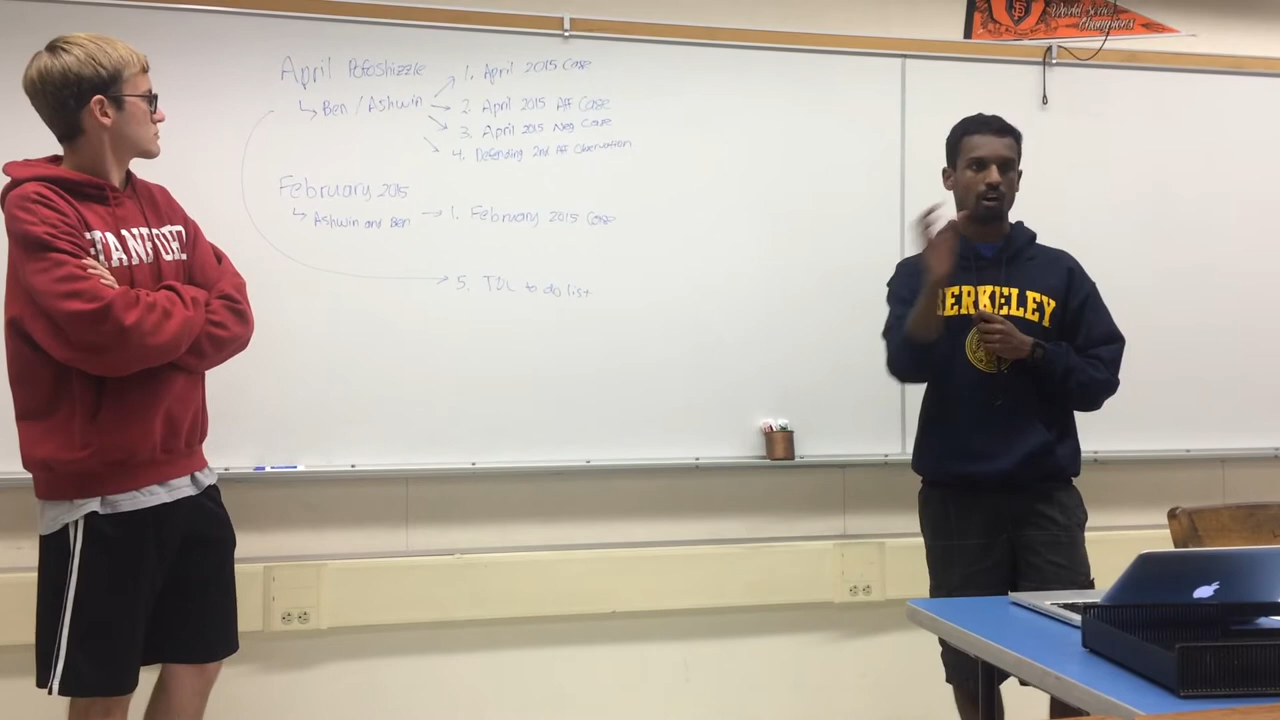 April Pofoshizzle
Ben / Ashwin
1. April 2015 Case
2. April 2015 Aff Case
3. April 2015 Neg Case
4. Defending 2nd Aff Observation
February 2015
Ashwin and Ben
1. February 2015 Case
5. TDL to do list
STANFORD
BERKELEY
SF
World Series
Champions